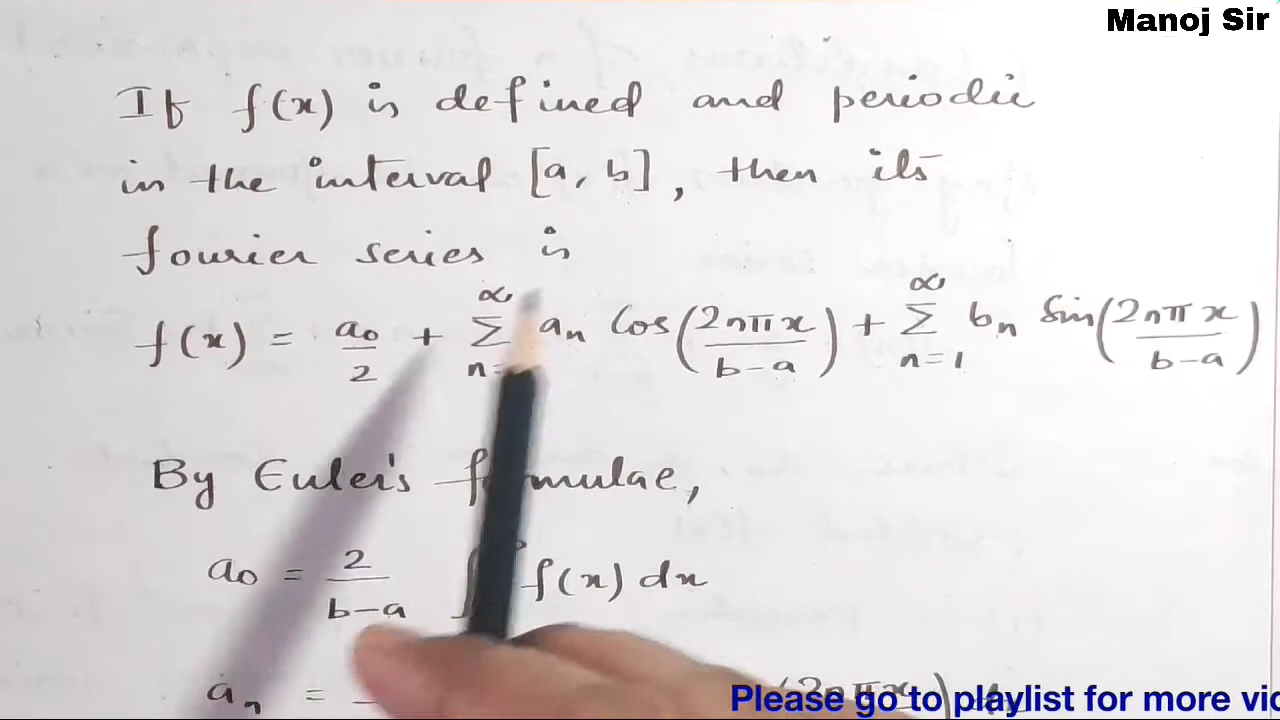 Manoj Sir
If f(x) is defined and periodic
in the interval [a, b], then its
fourier series is
f(x) = a₀/2 + ∞ Σ n= aₙ Cos(2nπx/b-a) + ∞ Σ n=1 bₙ Sin(2nπx/b-a)
By Euler's formulae,
a₀ = 2/b-a ∫ f(x) dx
aₙ =
Please go to playlist for more